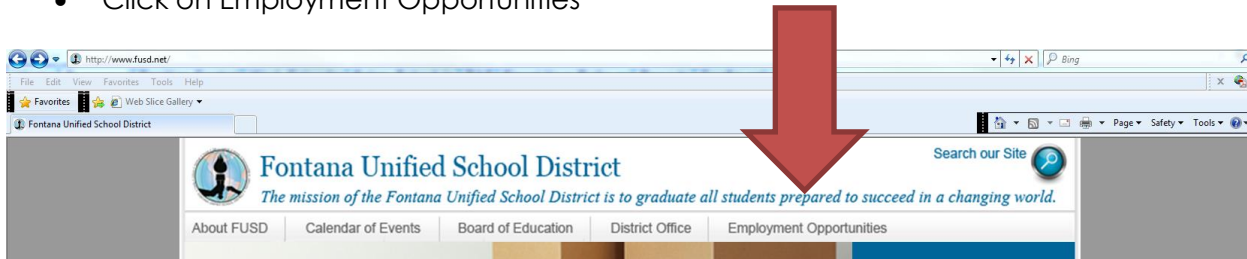 • Click on Employment Opportunities
http://www.fusd.net/
Bing
File Edit View Favorites Tools Help
Favorites Web Slice Gallery
Fontana Unified School District
Page Safety Tools
Fontana Unified School District
Search our Site
The mission of the Fontana Unified School District is to graduate all students prepared to succeed in a changing world.
About FUSD Calendar of Events Board of Education District Office Employment Opportunities